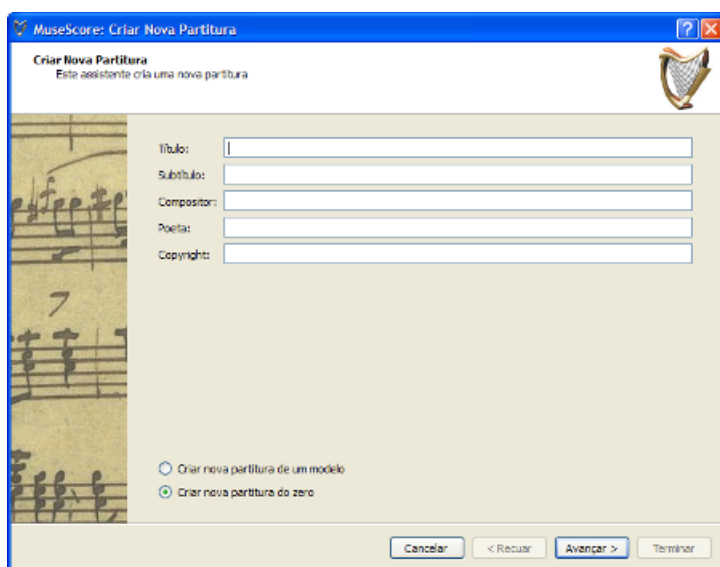 MuseScore: Criar Nova Partitura
Criar Nova Partitura
Este assistente cria uma nova partitura
Título:
Subtítulo:
Compositor:
Poeta:
Copyright:
7
Criar nova partitura de um modelo
Criar nova partitura do zero
Cancelar < Recuar Avançar > Terminar